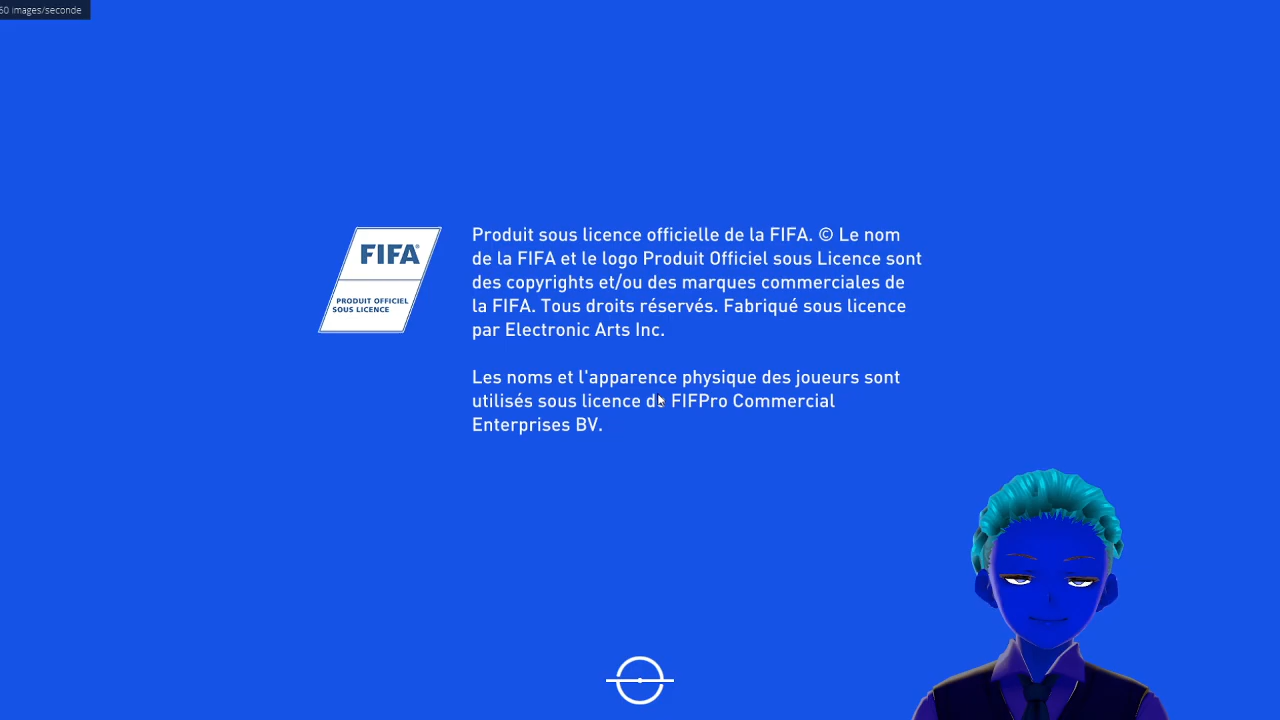 60 images/seconde
FIFA
PRODUIT OFFICIEL
SOUS LICENCE
Produit sous licence officielle de la FIFA. © Le nom
de la FIFA et le logo Produit Officiel sous Licence sont
des copyrights et/ou des marques commerciales de
la FIFA. Tous droits réservés. Fabriqué sous licence
par Electronic Arts Inc.
Les noms et l'apparence physique des joueurs sont
utilisés sous licence de FIFPro Commercial
Enterprises BV.